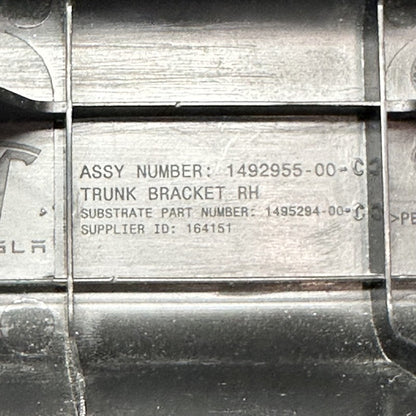 ASSY NUMBER: 1492955-00-C
TRUNK BRACKET RH
SUBSTRATE PART NUMBER: 1495294-00-C
SUPPLIER ID: 164151